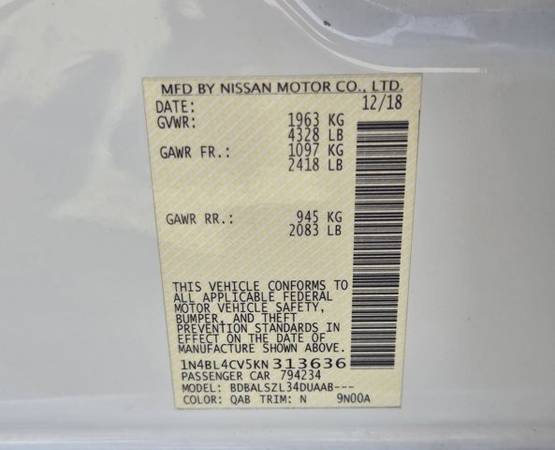 MFD BY NISSAN MOTOR CO., LTD.
DATE: 12/18
GVWR: 1963 KG
4328 LB
GAWR FR.: 1097 KG
2418 LB
GAWR RR.: 945 KG
2083 LB
THIS VEHICLE CONFORMS TO
ALL APPLICABLE FEDERAL
MOTOR VEHICLE SAFETY,
BUMPER, AND THEFT
PREVENTION STANDARDS IN
EFFECT ON THE DATE OF
MANUFACTURE SHOWN ABOVE.
1N4BL4CV5KN313636
PASSENGER CAR 794234
MODEL: BDBALSZL34DUAAB---
COLOR: QAB TRIM: N 9N00A